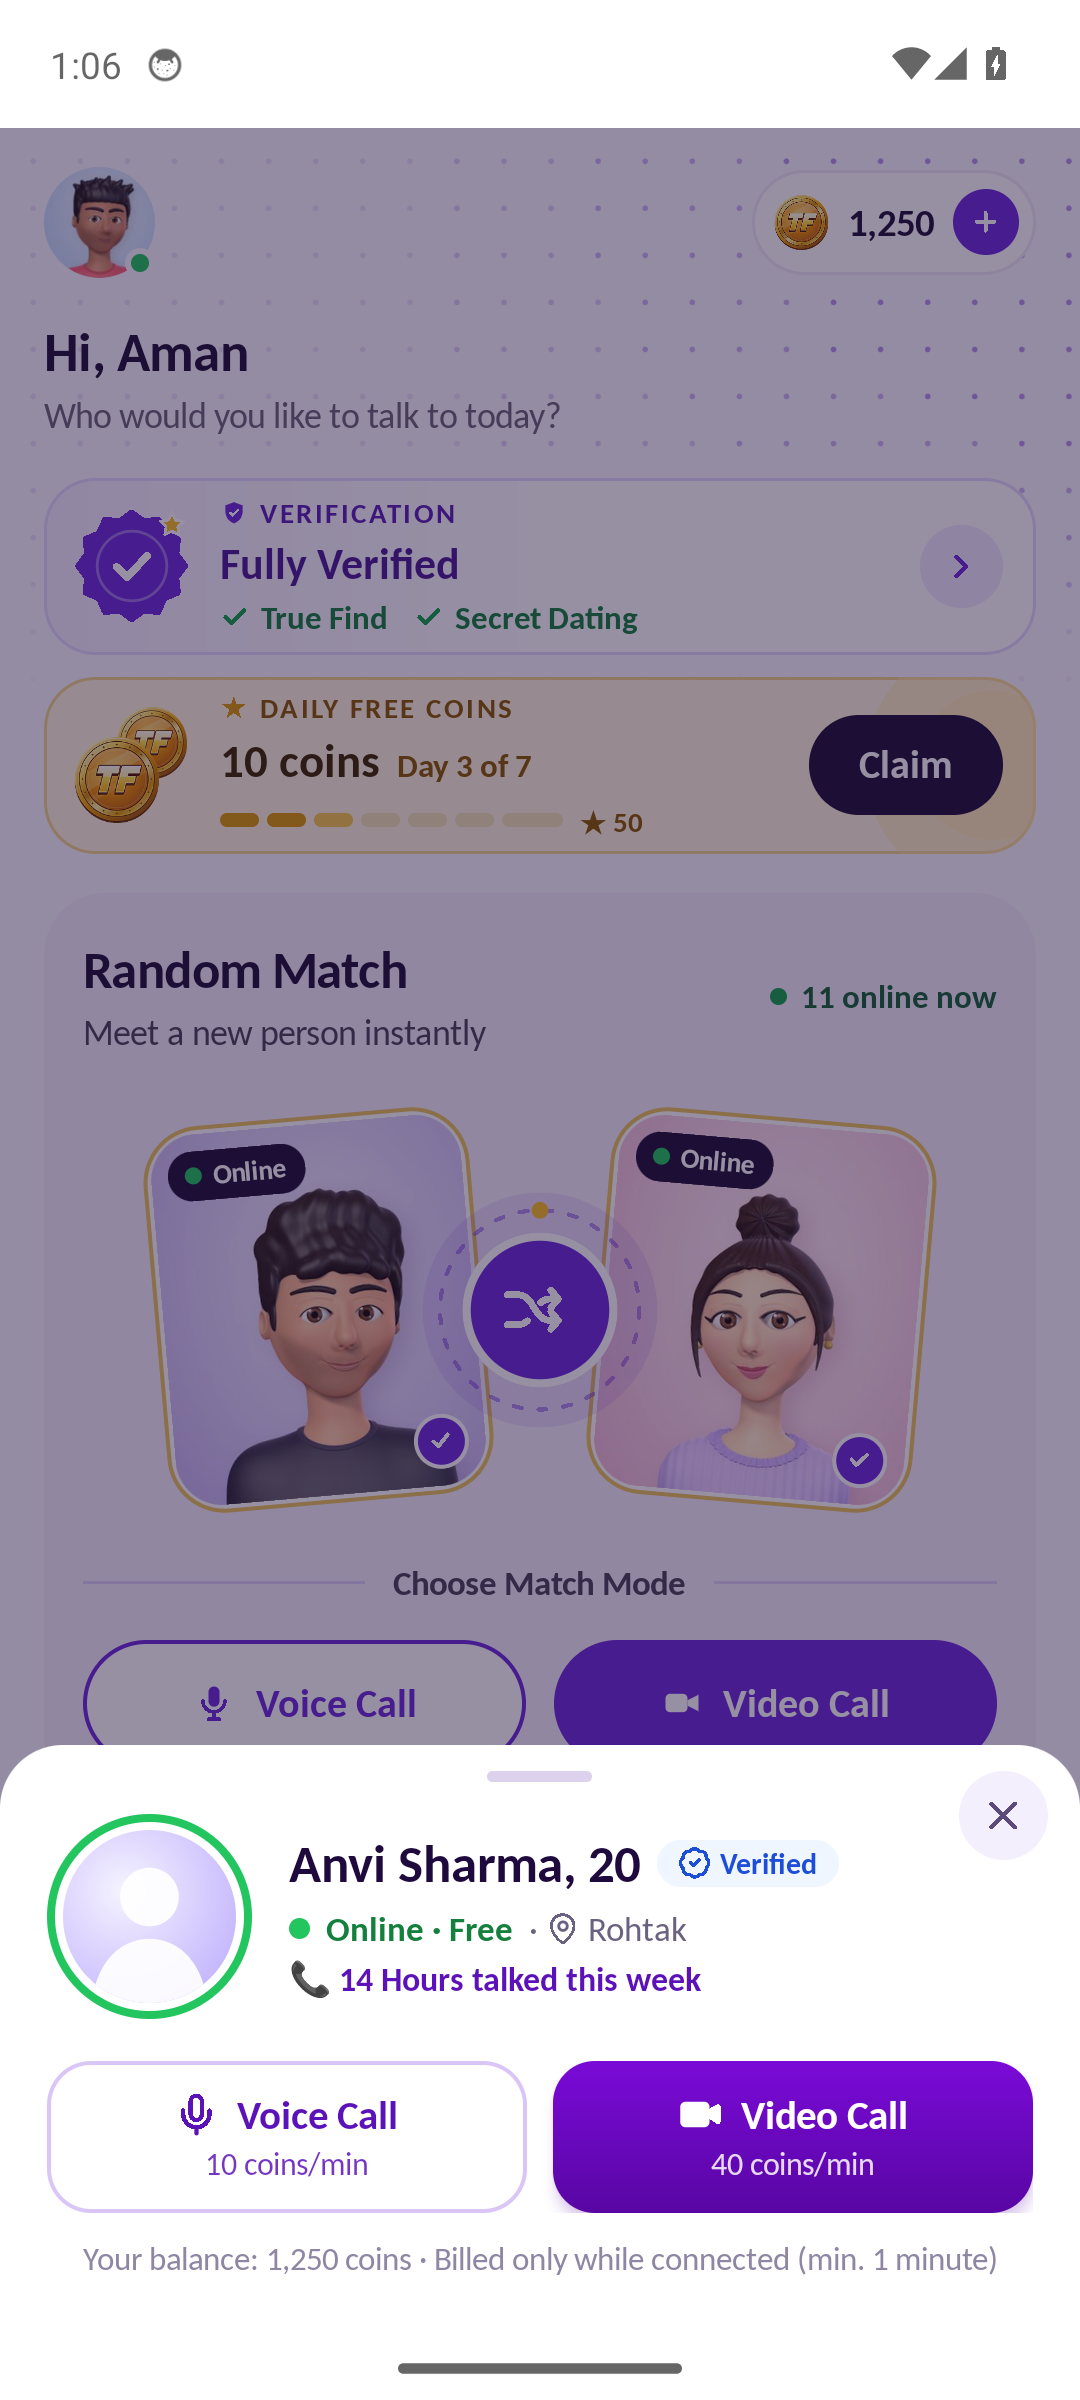 1:06
TF 1,250
Hi, Aman
Who would you like to talk to today?
VERIFICATION
Fully Verified
True Find Secret Dating
DAILY FREE COINS
TF TF
10 coins Day 3 of 7
Claim
★ 50
Random Match
11 online now
Meet a new person instantly
Online
Online
Choose Match Mode
Voice Call
Video Call
Anvi Sharma, 20 Verified
Online · Free · Rohtak
14 Hours talked this week
Voice Call
10 coins/min
Video Call
40 coins/min
Your balance: 1,250 coins · Billed only while connected (min. 1 minute)